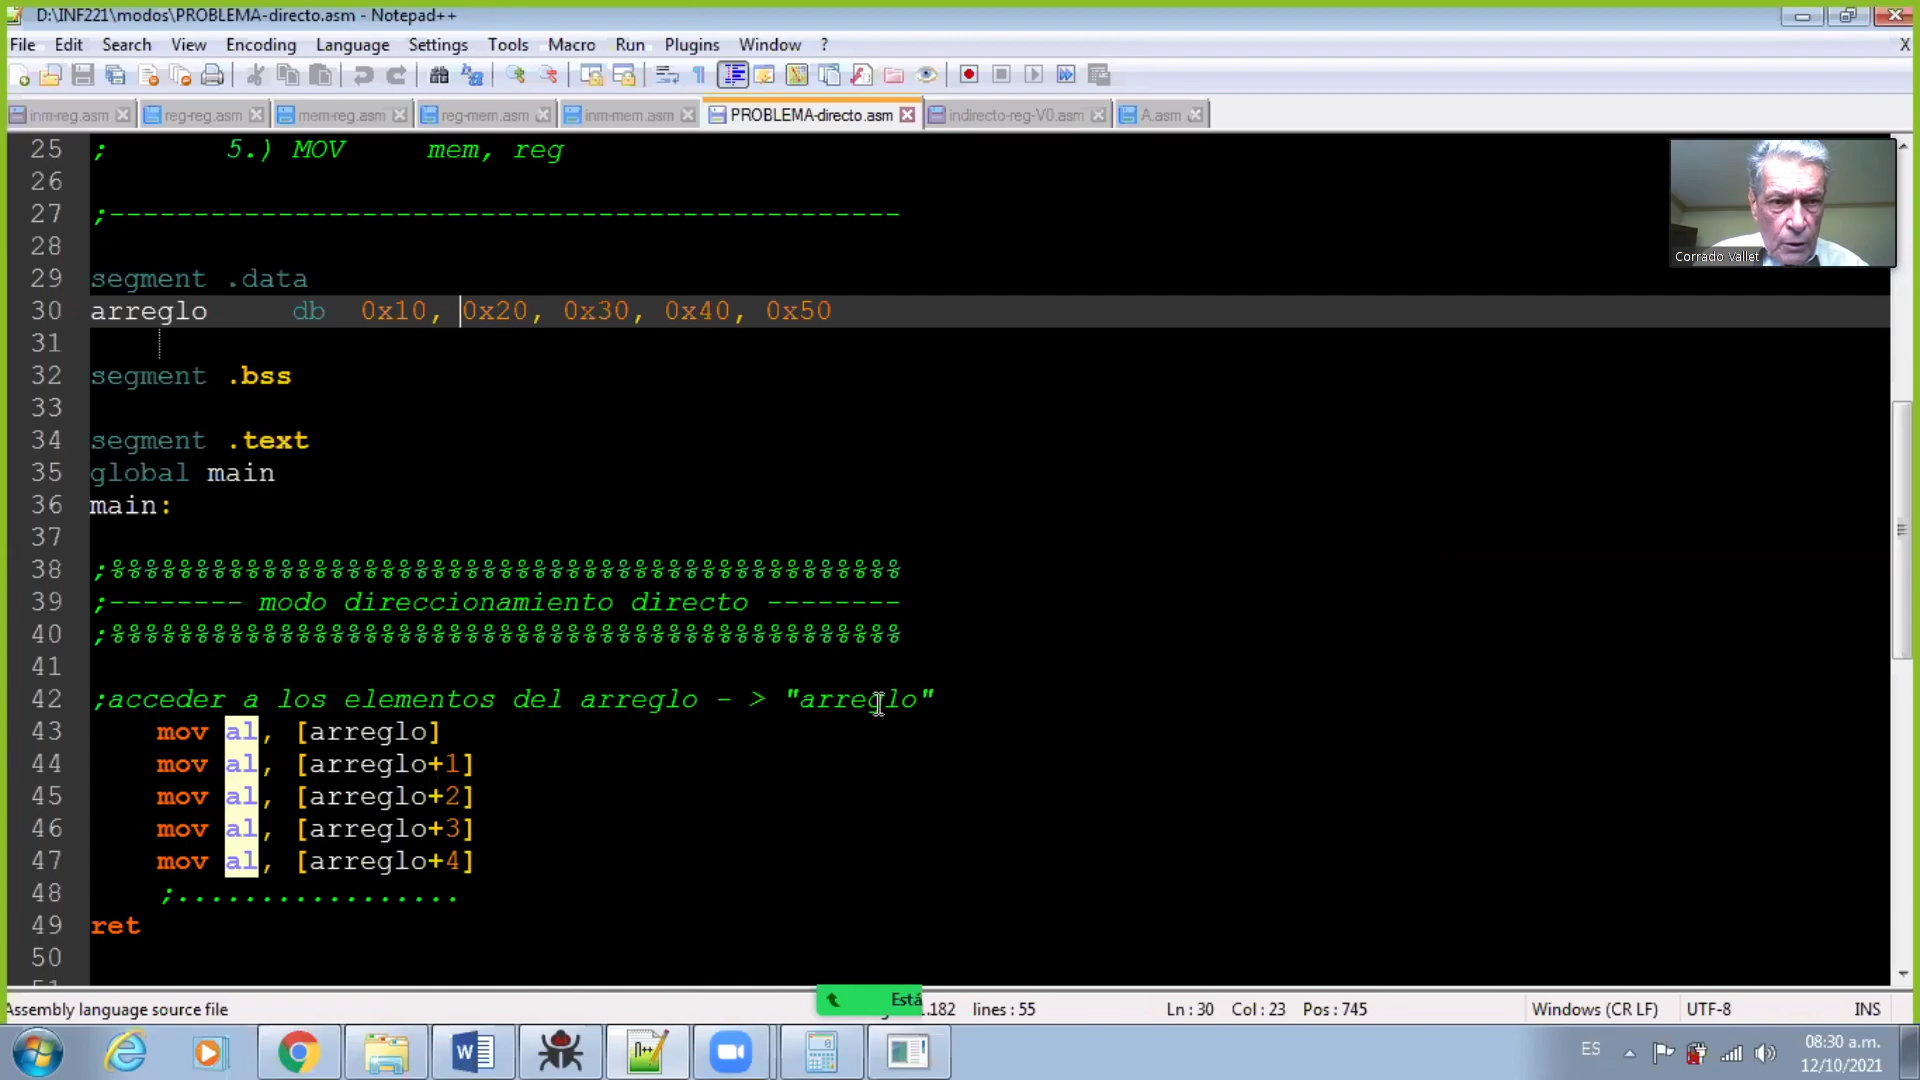 D:\INF221\modos\PROBLEMA-directo.asm - Notepad++
File Edit Search View Encoding Language Settings Tools Macro Run Plugins Window ? X
inm-reg.asm reg-reg.asm mem-reg.asm reg-mem.asm inm-mem.asm PROBLEMA-directo.asm indirecto-reg-V0.asm A.asm
25 ; 5.) MOV mem, reg
26
27 ;-----------------------------------------------
28
29 segment .data
30 arreglo db 0x10, 0x20, 0x30, 0x40, 0x50
31
32 segment .bss
33
34 segment .text
35 global main
36 main:
37
38 ;%%%%%%%%%%%%%%%%%%%%%%%%%%%%%%%%%%%%%%%%%%%%%%%
39 ;-------- modo direccionamiento directo --------
40 ;%%%%%%%%%%%%%%%%%%%%%%%%%%%%%%%%%%%%%%%%%%%%%%%
41
42 ;acceder a los elementos del arreglo - > "arreglo"
43 mov al, [arreglo]
44 mov al, [arreglo+1]
45 mov al, [arreglo+2]
46 mov al, [arreglo+3]
47 mov al, [arreglo+4]
48 ;.................
49 ret
50
Corrado Vallet
Assembly language source file Está .182 lines : 55 Ln : 30 Col : 23 Pos : 745 Windows (CR LF) UTF-8 INS
ES
08:30 a.m.
12/10/2021